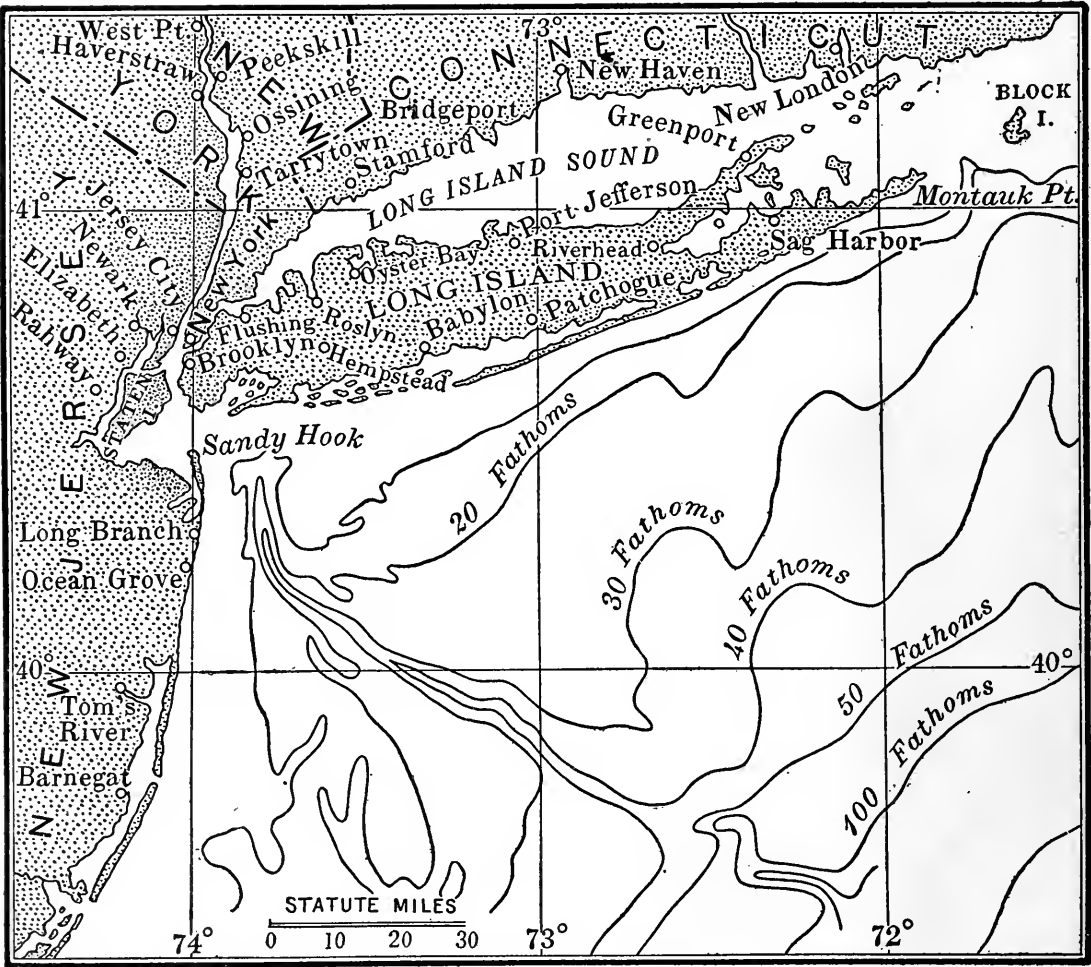 West Pt.
Haverstraw
Peekskill
Ossining
Tarrytown
NEW YORK
CONNECTICUT
73°
New Haven
Bridgeport
Stamford
New London
Greenport
BLOCK
I.
LONG ISLAND SOUND
Port Jefferson
Montauk Pt.
41°
Jersey City
Newark
Elizabeth
Rahway
New York
Oyster Bay
Riverhead
Sag Harbor
LONG ISLAND
Flushing
Roslyn
Babylon
Patchogue
Brooklyn
Hempstead
STATEN
I.
NEW JERSEY
Sandy Hook
Long Branch
Ocean Grove
20 Fathoms
30 Fathoms
40 Fathoms
50 Fathoms
100 Fathoms
40°
40°
Tom's
River
Barnegat
STATUTE MILES
0 10 20 30
74°
73°
72°